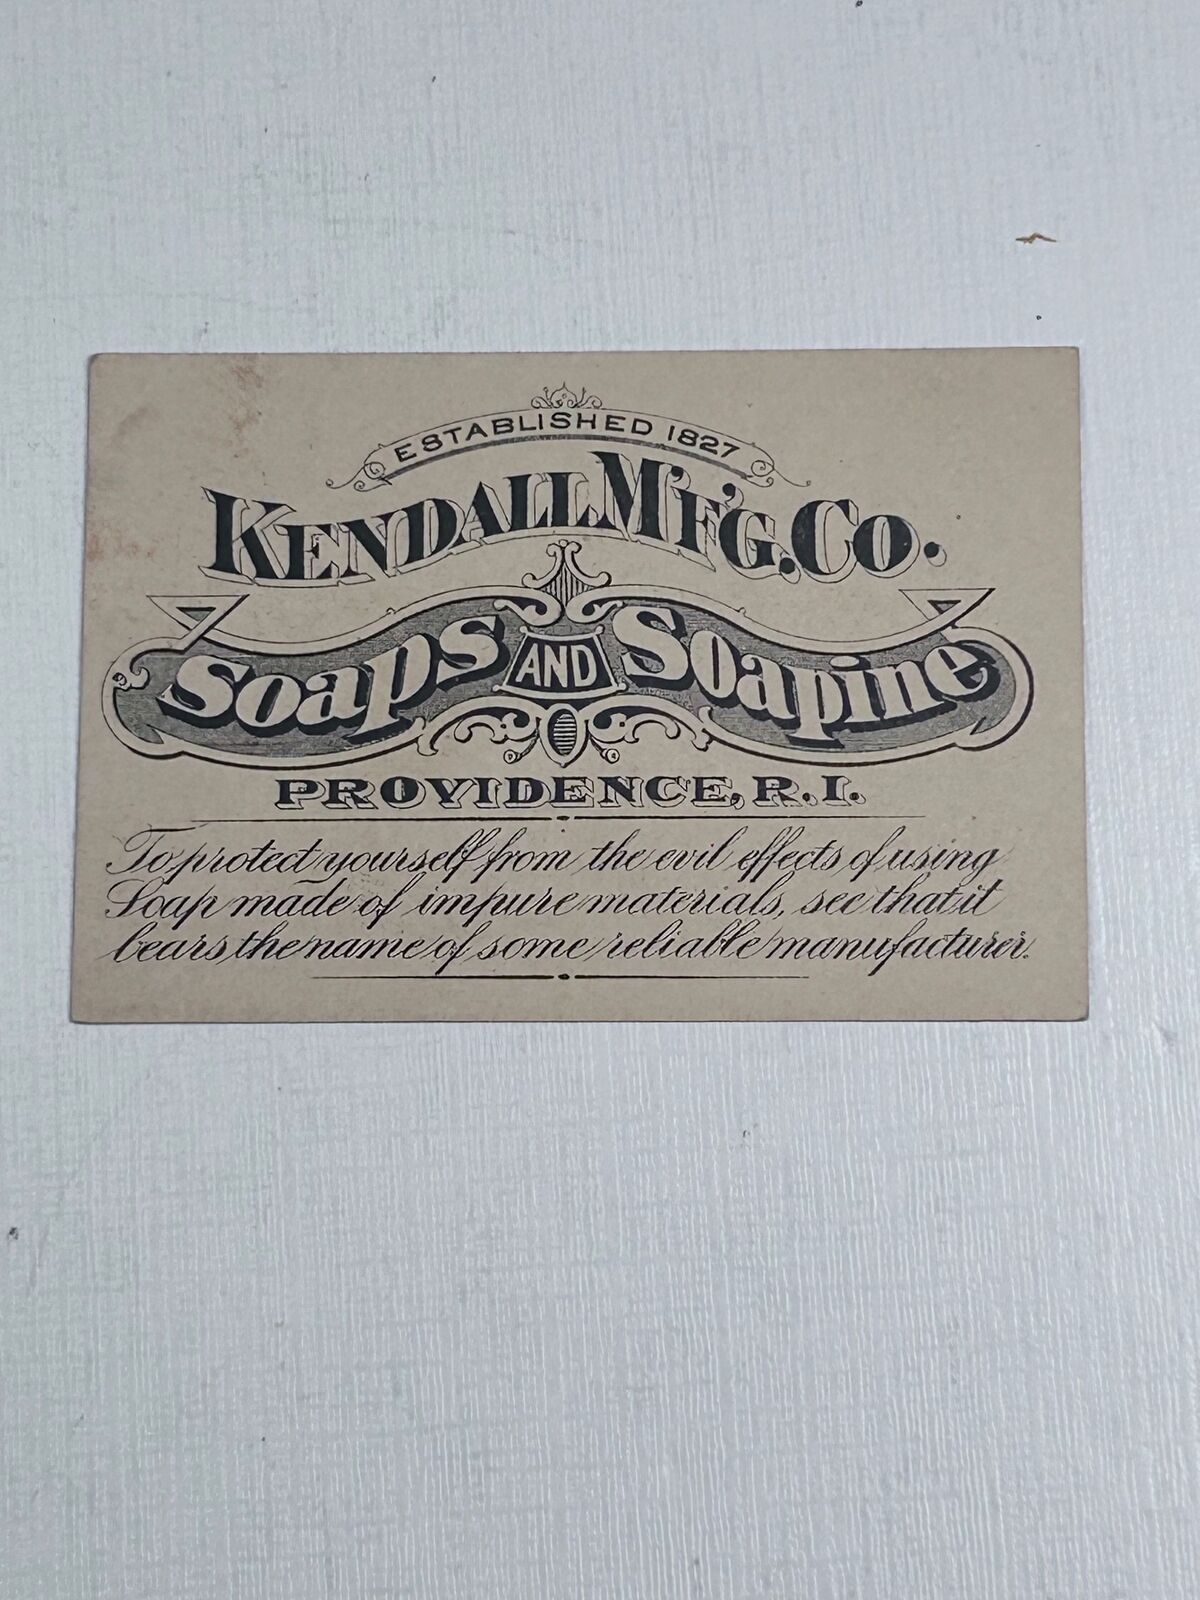 ESTABLISHED 1827
KENDALL M'F'G. CO.
Soaps AND Soapine
PROVIDENCE, R. I.
To protect yourself from the evil effects of using
Soap made of impure materials, see that it
bears the name of some reliable manufacturer.